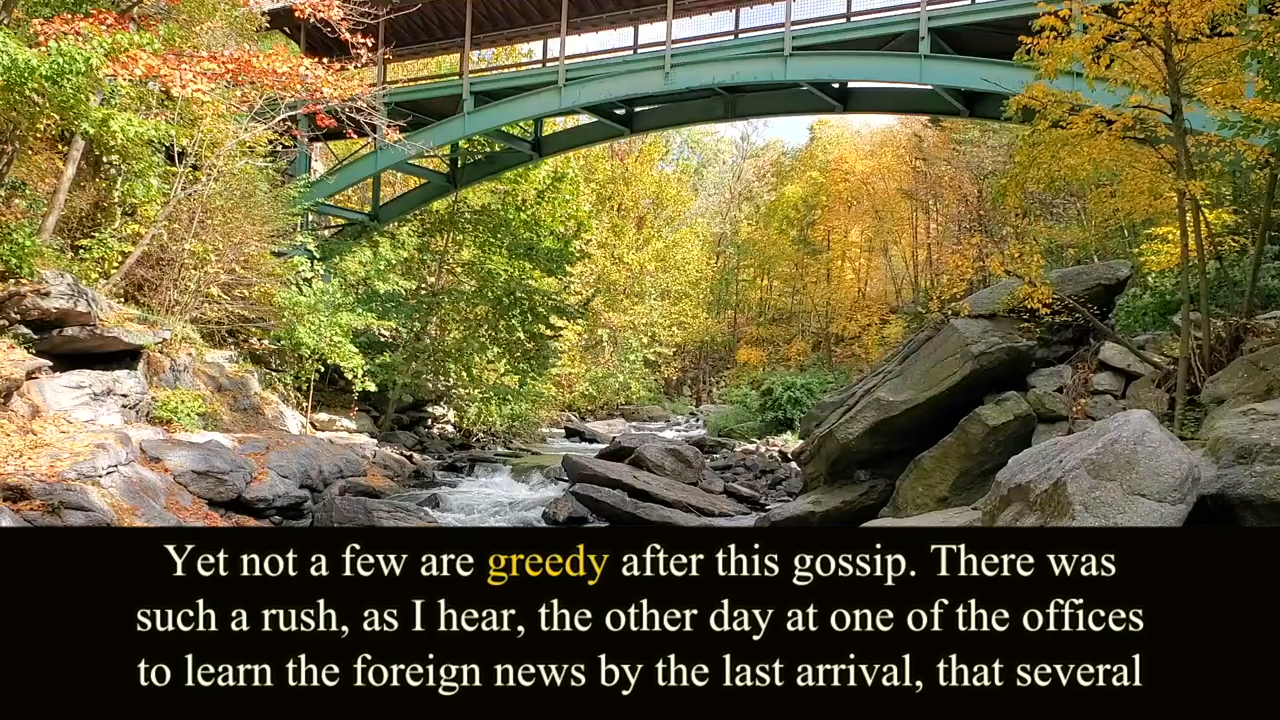 Yet not a few are greedy after this gossip. There was
such a rush, as I hear, the other day at one of the offices
to learn the foreign news by the last arrival, that several